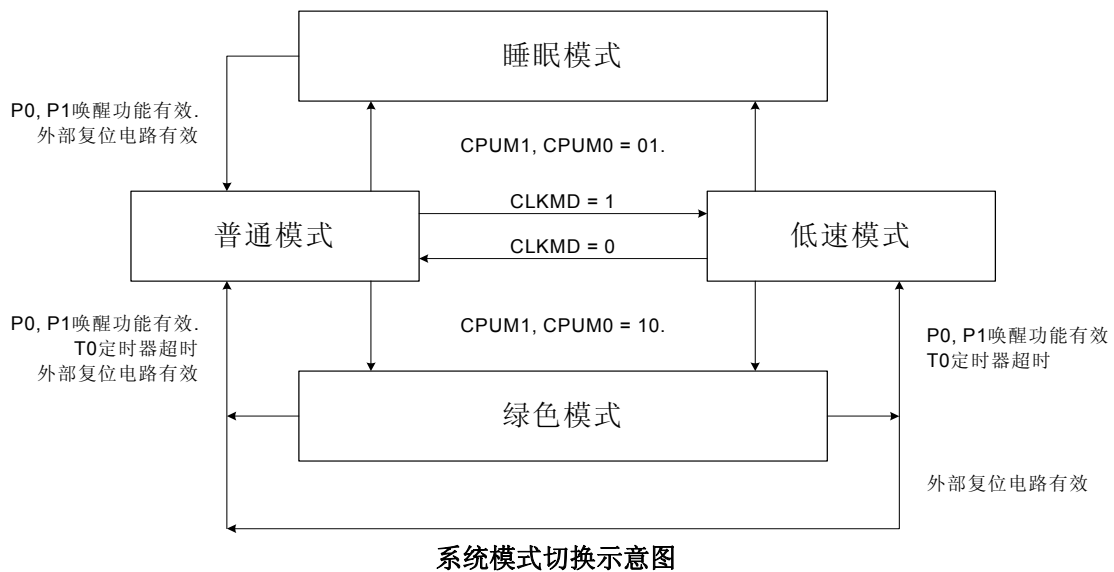 睡眠模式
P0, P1唤醒功能有效.
外部复位电路有效
CPUM1, CPUM0 = 01.
普通模式
CLKMD = 1
CLKMD = 0
低速模式
P0, P1唤醒功能有效.
T0定时器超时
外部复位电路有效
CPUM1, CPUM0 = 10.
P0, P1唤醒功能有效
T0定时器超时
绿色模式
外部复位电路有效
系统模式切换示意图